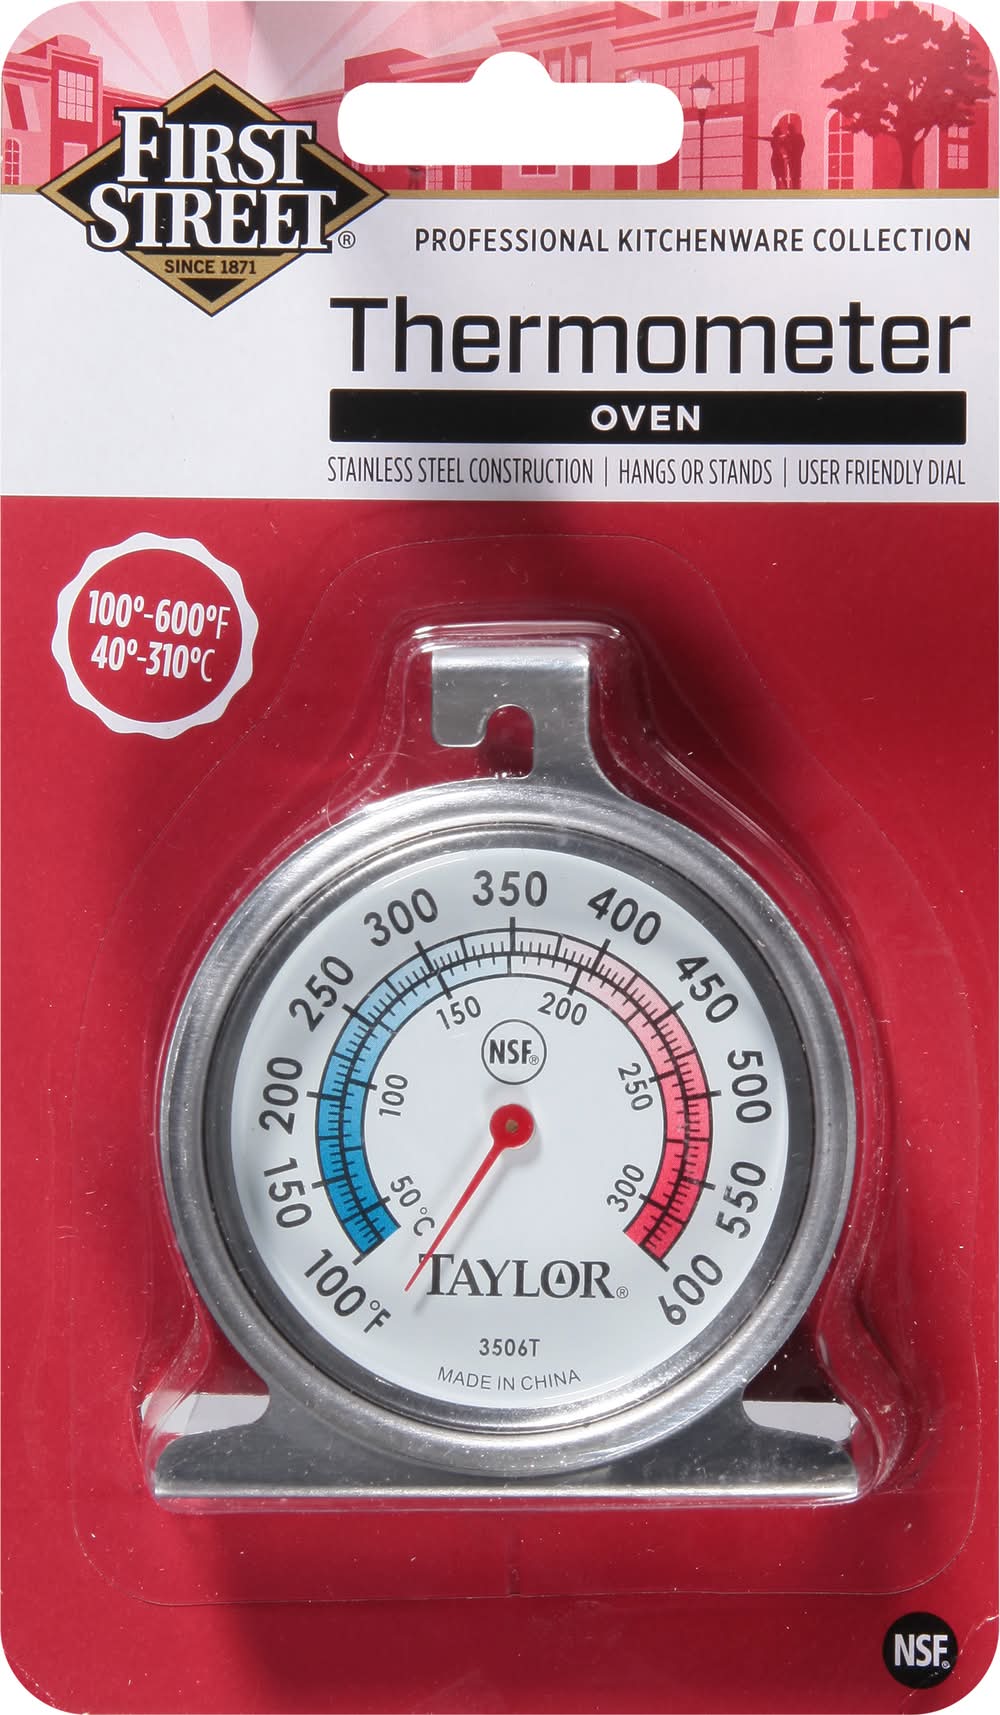 FIRST
STREET®
SINCE 1871
PROFESSIONAL KITCHENWARE COLLECTION
Thermometer
OVEN
STAINLESS STEEL CONSTRUCTION | HANGS OR STANDS | USER FRIENDLY DIAL
100°-600°F
40°-310°C
100°F
150
200
250
300
350
400
450
500
550
600
50°C
100
150
200
250
300
NSF®
TAYLOR®
3506T
MADE IN CHINA
NSF®